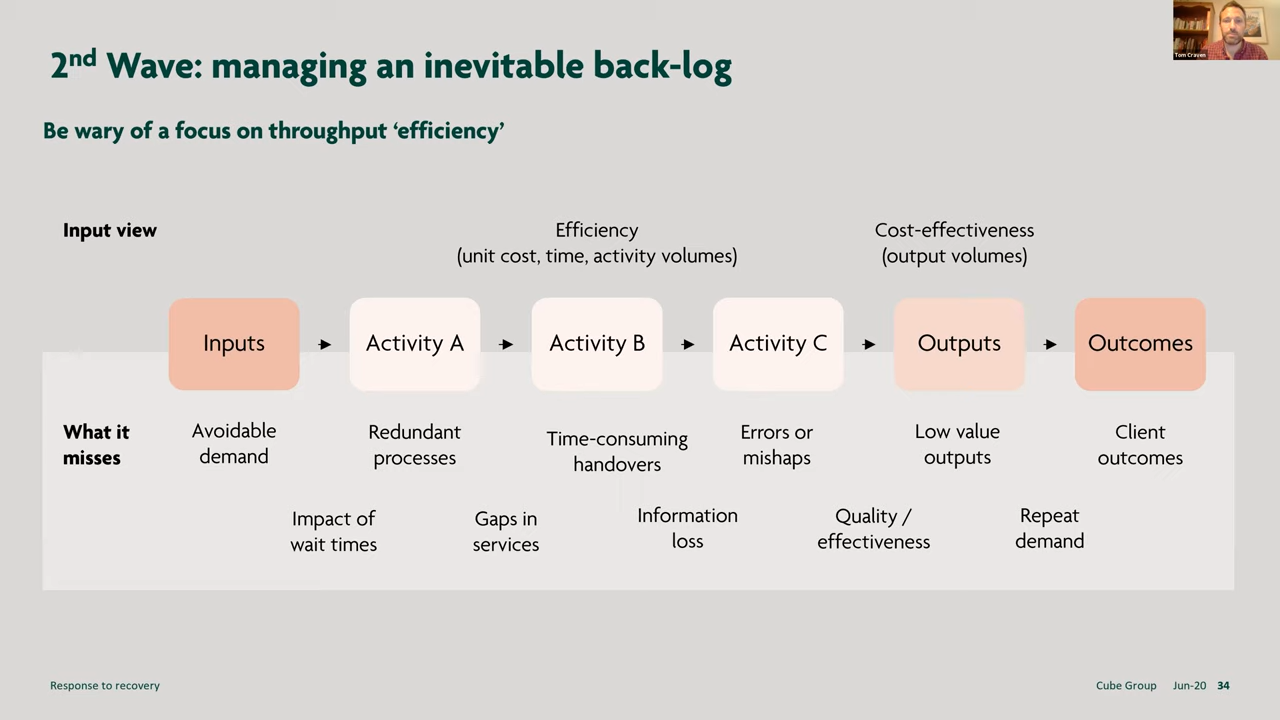 2nd Wave: managing an inevitable back-log
Tom Craven
Be wary of a focus on throughput ‘efficiency’
Input view
Efficiency
(unit cost, time, activity volumes)
Cost-effectiveness
(output volumes)
Inputs
Activity A
Activity B
Activity C
Outputs
Outcomes
What it
misses
Avoidable
demand
Redundant
processes
Time-consuming
handovers
Errors or
mishaps
Low value
outputs
Client
outcomes
Impact of
wait times
Gaps in
services
Information
loss
Quality /
effectiveness
Repeat
demand
Response to recovery
Cube Group Jun-20 34